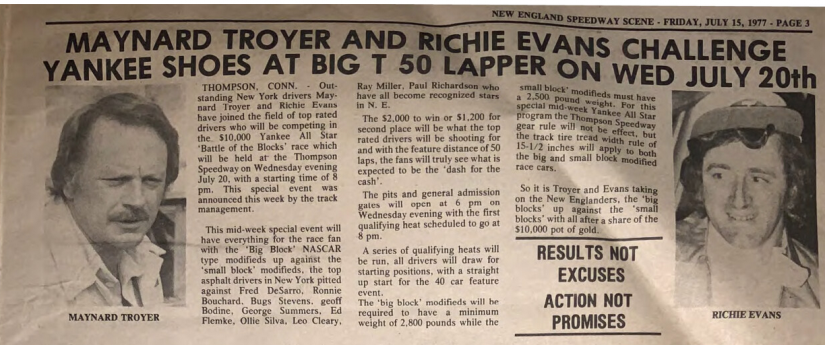 NEW ENGLAND SPEEDWAY SCENE - FRIDAY, JULY 15, 1977 - PAGE 3
MAYNARD TROYER AND RICHIE EVANS CHALLENGE
YANKEE SHOES AT BIG T 50 LAPPER ON WED JULY 20th
MAYNARD TROYER
THOMPSON, CONN. - Out-
standing New York drivers May-
nard Troyer and Richie Evans
have joined the field of top rated
drivers who will be competing in
the $10,000 Yankee All Star
'Battle of the Blocks' race which
will be held at the Thompson
Speedway on Wednesday evening
July 20, with a starting time of 8
pm. This special event was
announced this week by the track
management.
This mid-week special event will
have everything for the race fan
with the 'Big Block' NASCAR
type modifieds up against the
'small block' modifieds, the top
asphalt drivers in New York pitted
against Fred DeSarro, Ronnie
Bouchard, Bugs Stevens, geoff
Bodine, George Summers, Ed
Flemke, Ollie Silva, Leo Cleary,
Ray Miller, Paul Richardson who
have all become recognized stars
in N. E.
The $2,000 to win or $1,200 for
second place will be what the top
rated drivers will be shooting for
and with the feature distance of 50
laps, the fans will truly see what is
expected to be the 'dash for the
cash'.
The pits and general admission
gates will open at 6 pm on
Wednesday evening with the first
qualifying heat scheduled to go at
8 pm.
A series of qualifying heats will
be run, all drivers will draw for
starting positions, with a straight
up start for the 40 car feature
event.
The 'big block' modifieds will be
required to have a minimum
weight of 2,800 pounds while the
small block' modifieds must have
a 2,500 pound weight. For this
special mid-week Yankee All Star
program the Thompson Speedway
gear rule will not be effect, but
the track tire tread width rule of
15-1/2 inches will apply to both
the big and small block modified
race cars.
So it is Troyer and Evans taking
on the New Englanders, the 'big
blocks' up against the 'small
blocks' with all after a share of the
$10,000 pot of gold.
RESULTS NOT
EXCUSES
ACTION NOT
PROMISES
RICHIE EVANS